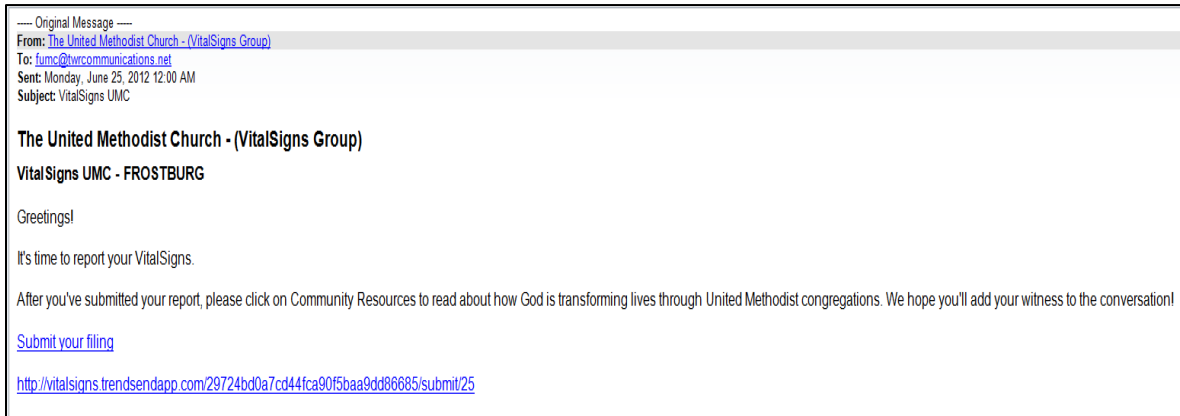 ----- Original Message -----
From: The United Methodist Church - (VitalSigns Group)
To: fumc@twrcommunications.net
Sent: Monday, June 25, 2012 12:00 AM
Subject: VitalSigns UMC
The United Methodist Church - (VitalSigns Group)
VitalSigns UMC - FROSTBURG
Greetings!
It's time to report your VitalSigns.
After you've submitted your report, please click on Community Resources to read about how God is transforming lives through United Methodist congregations. We hope you'll add your witness to the conversation!
Submit your filing
http://vitalsigns.trendsendapp.com/29724bd0a7cd44fca90f5baa9dd86685/submit/25